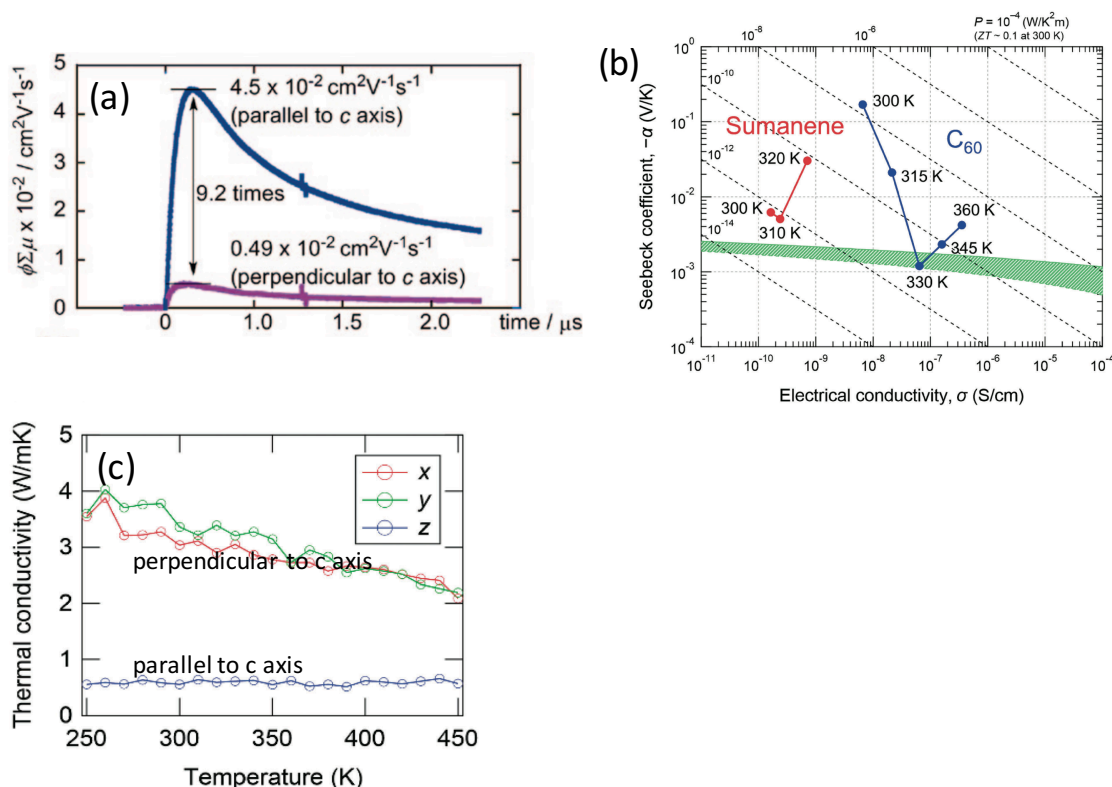 (a)
4.5 x 10⁻² cm²V⁻¹s⁻¹
(parallel to c axis)
9.2 times
0.49 x 10⁻² cm²V⁻¹s⁻¹
(perpendicular to c axis)
ϕΣμ x 10⁻² / cm²V⁻¹s⁻¹
5
4
3
2
1
0
0
1.0
1.5
2.0
time / μs
(b)
10⁻⁸
10⁻⁶
P = 10⁻⁴ (W/K²m)
(ZT ~ 0.1 at 300 K)
10⁻¹⁰
10⁻¹²
10⁻¹⁴
Sumanene
C₆₀
300 K
320 K
315 K
300 K
310 K
360 K
345 K
330 K
Seebeck coefficient, −α (V/K)
10⁰
10⁻¹
10⁻²
10⁻³
10⁻⁴
10⁻¹¹
10⁻¹⁰
10⁻⁹
10⁻⁸
10⁻⁷
10⁻⁶
10⁻⁵
10⁻⁴
Electrical conductivity, σ (S/cm)
(c)
x
y
z
perpendicular to c axis
parallel to c axis
Thermal conductivity (W/mK)
5
4
3
2
1
0
250
300
350
400
450
Temperature (K)